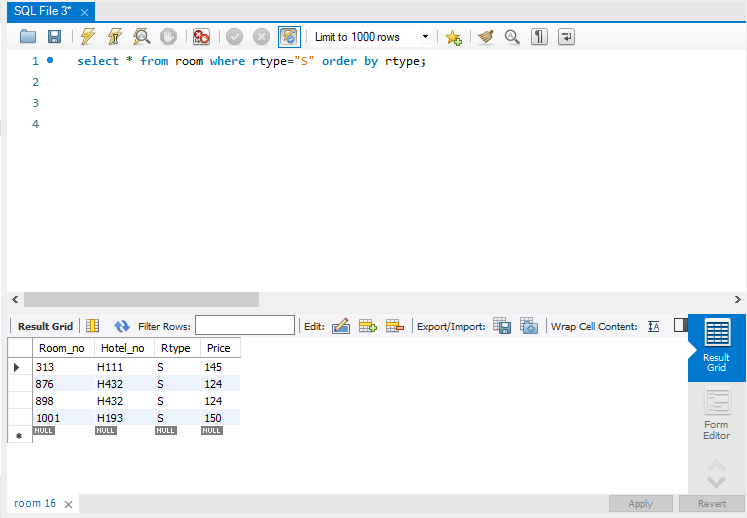 SQL File 3* ×
Limit to 1000 rows
1 select * from room where rtype="S" order by rtype;
2
3
4
Result Grid Filter Rows: Edit: Export/Import: Wrap Cell Content: IA
Room_no Hotel_no Rtype Price
313 H111 S 145
876 H432 S 124
898 H432 S 124
1001 H193 S 150
NULL NULL NULL NULL
Result
Grid
Form
Editor
room 16 ×
Apply Revert